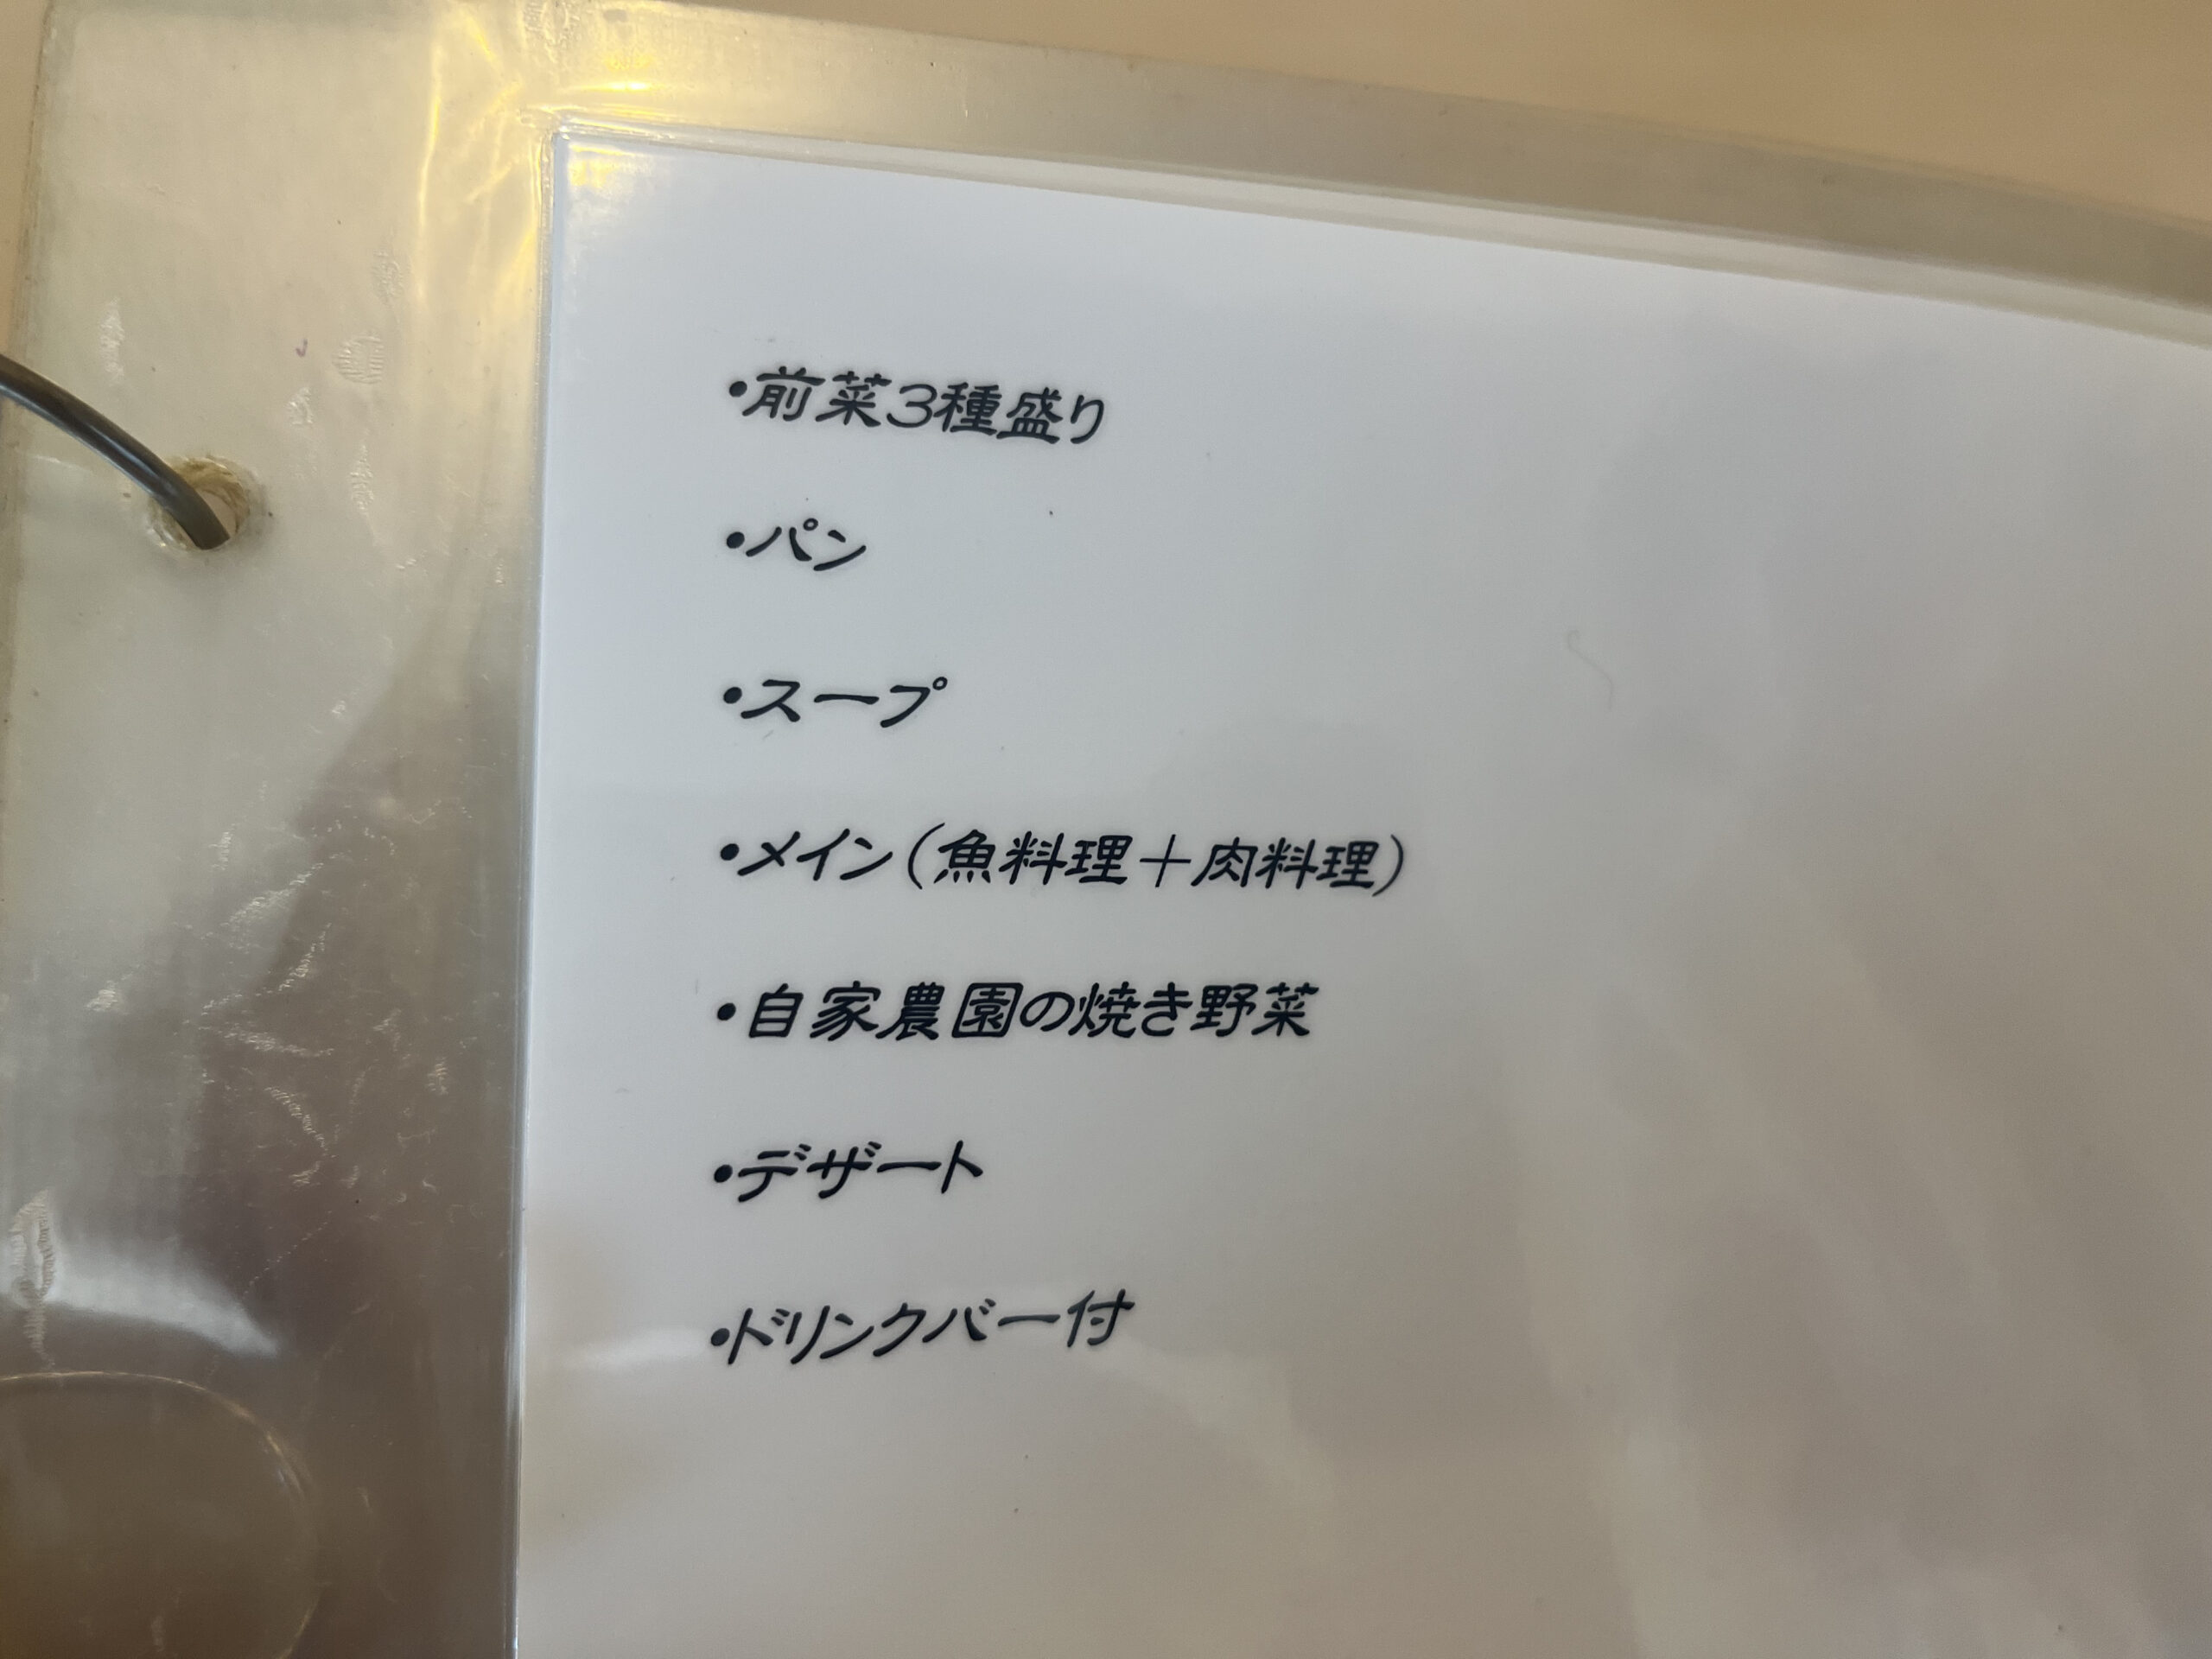 ・前菜3種盛り
・パン
・スープ
・メイン(魚料理+肉料理)
・自家農園の焼き野菜
・デザート
・ドリンクバー付